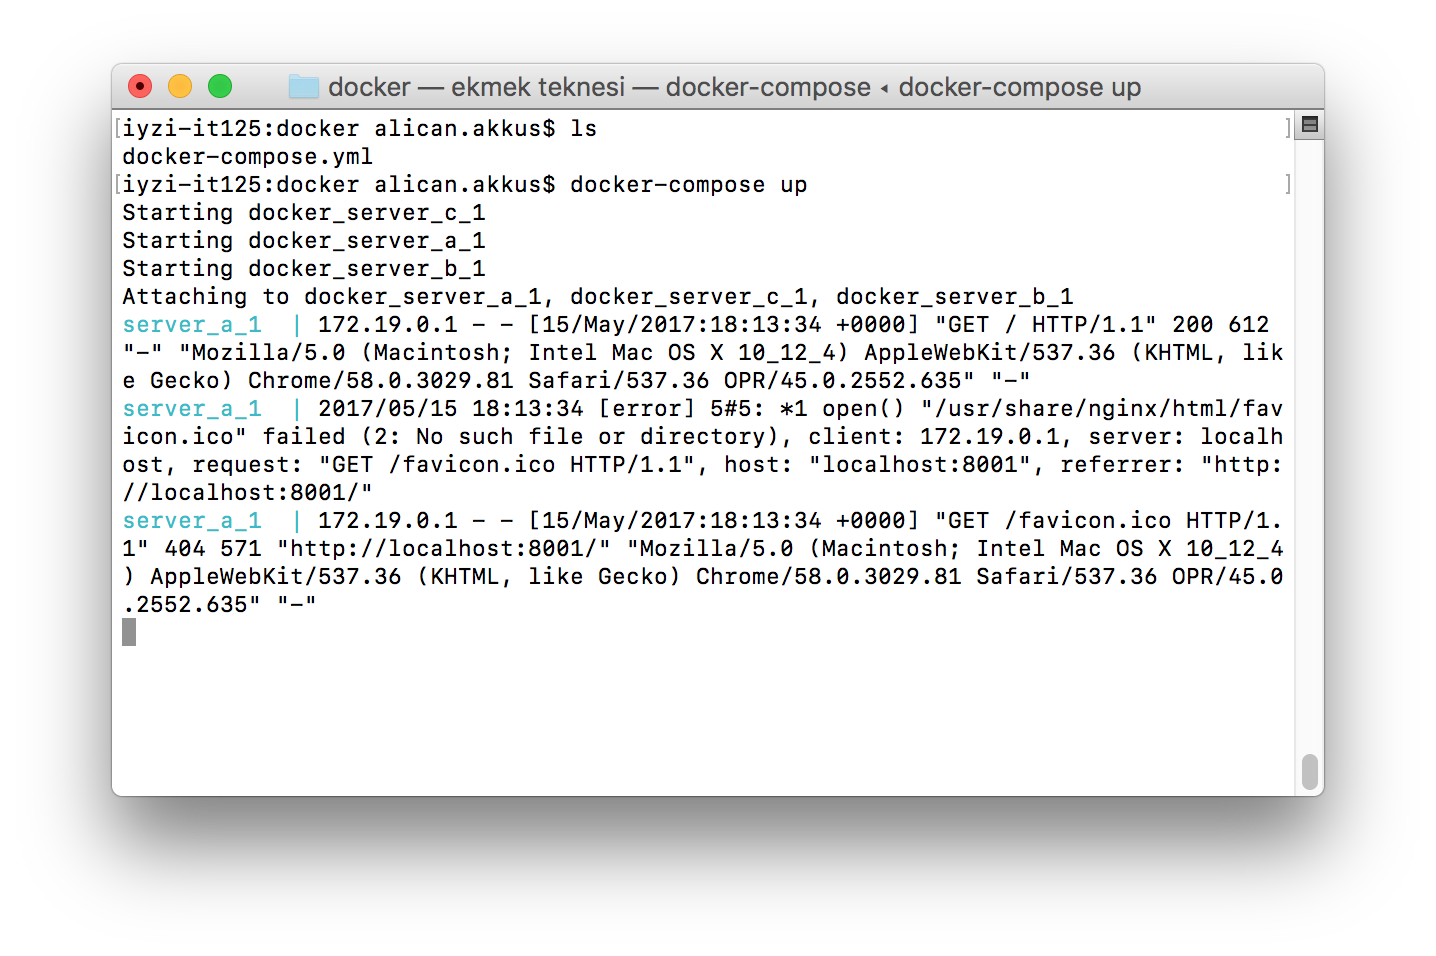 docker — ekmek teknesi — docker-compose ◂ docker-compose up
[iyzi-it125:docker alican.akkus$ ls ]
docker-compose.yml
[iyzi-it125:docker alican.akkus$ docker-compose up ]
Starting docker_server_c_1
Starting docker_server_a_1
Starting docker_server_b_1
Attaching to docker_server_a_1, docker_server_c_1, docker_server_b_1
server_a_1  | 172.19.0.1 - - [15/May/2017:18:13:34 +0000] "GET / HTTP/1.1" 200 612
"-" "Mozilla/5.0 (Macintosh; Intel Mac OS X 10_12_4) AppleWebKit/537.36 (KHTML, lik
e Gecko) Chrome/58.0.3029.81 Safari/537.36 OPR/45.0.2552.635" "-"
server_a_1  | 2017/05/15 18:13:34 [error] 5#5: *1 open() "/usr/share/nginx/html/fav
icon.ico" failed (2: No such file or directory), client: 172.19.0.1, server: localh
ost, request: "GET /favicon.ico HTTP/1.1", host: "localhost:8001", referrer: "http:
//localhost:8001/"
server_a_1  | 172.19.0.1 - - [15/May/2017:18:13:34 +0000] "GET /favicon.ico HTTP/1.
1" 404 571 "http://localhost:8001/" "Mozilla/5.0 (Macintosh; Intel Mac OS X 10_12_4
) AppleWebKit/537.36 (KHTML, like Gecko) Chrome/58.0.3029.81 Safari/537.36 OPR/45.0
.2552.635" "-"